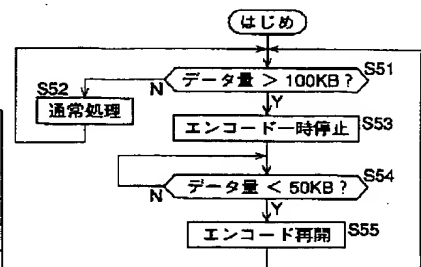 はじめ
S51
データ量 > 100KB?
N
Y
S52
通常処理
エンコード一時停止
S53
データ量 < 50KB?
S54
N
Y
エンコード再開
S55